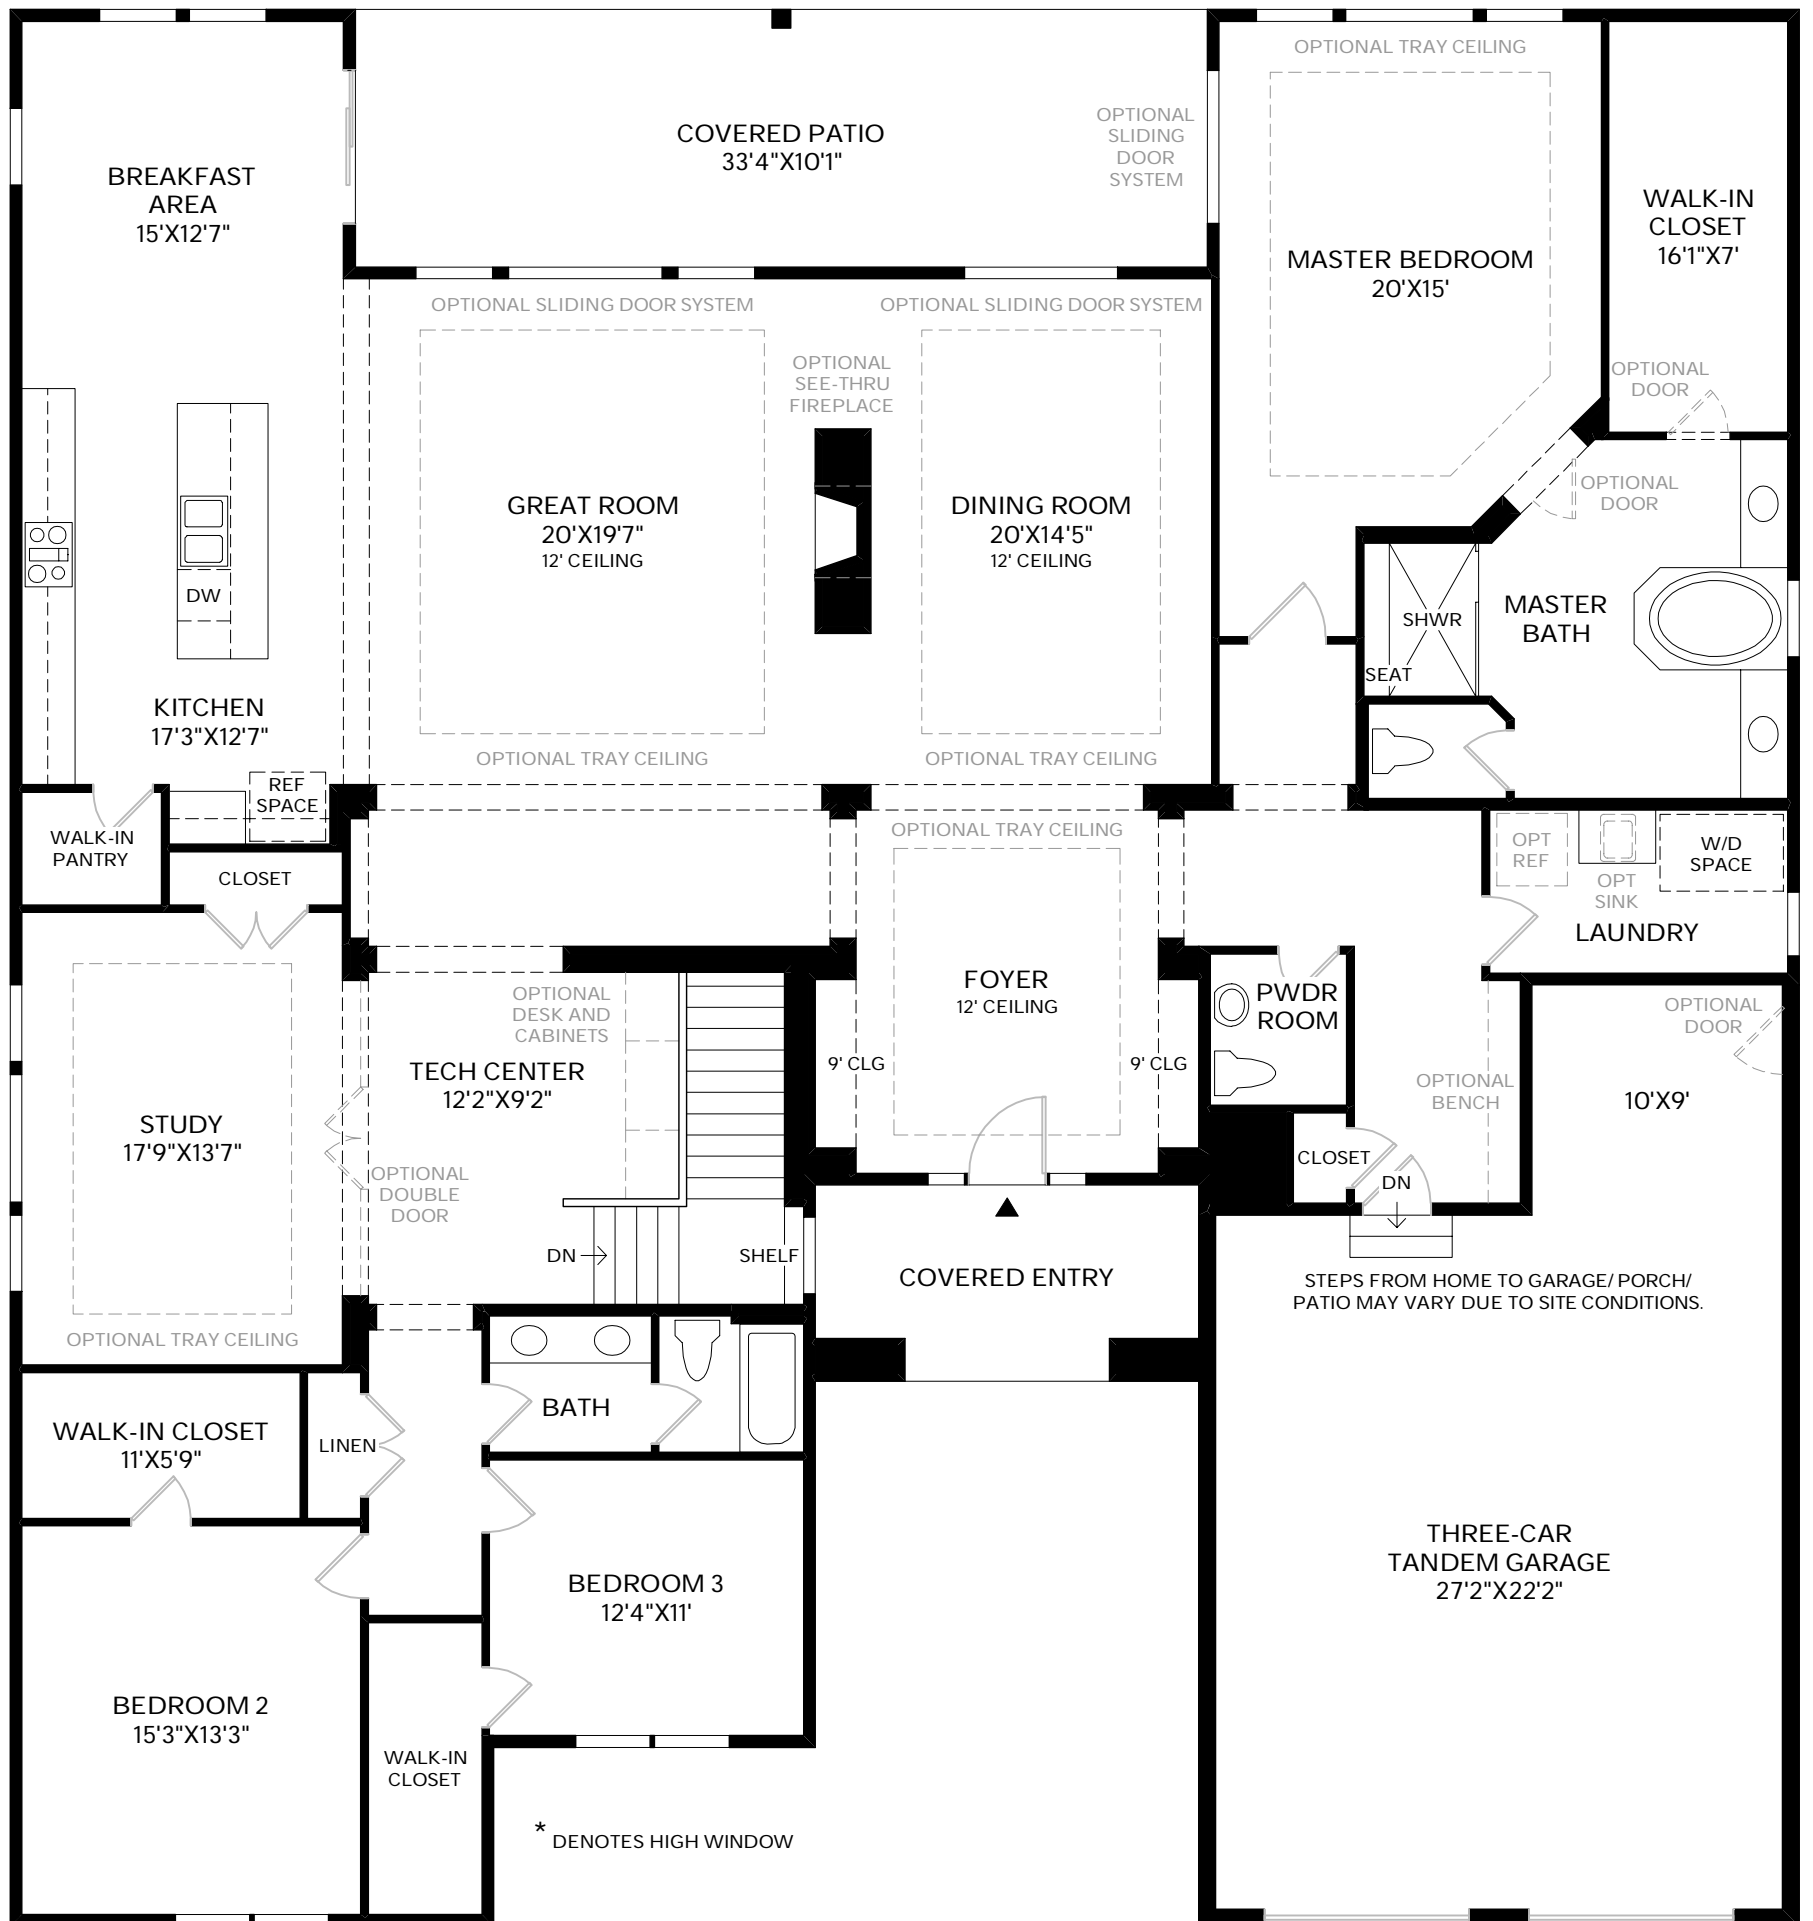 OPTIONAL TRAY CEILING
COVERED PATIO
33'4"X10'1"
OPTIONAL
SLIDING
DOOR
SYSTEM
BREAKFAST
AREA
15'X12'7"
WALK-IN
CLOSET
16'1"X7'
MASTER BEDROOM
20'X15'
OPTIONAL SLIDING DOOR SYSTEM
OPTIONAL SLIDING DOOR SYSTEM
OPTIONAL
SEE-THRU
FIREPLACE
OPTIONAL
DOOR
GREAT ROOM
20'X19'7"
12' CEILING
DINING ROOM
20'X14'5"
12' CEILING
OPTIONAL
DOOR
DW
SHWR
MASTER
BATH
SEAT
KITCHEN
17'3"X12'7"
OPTIONAL TRAY CEILING
OPTIONAL TRAY CEILING
REF
SPACE
WALK-IN
PANTRY
CLOSET
OPTIONAL TRAY CEILING
OPT
REF
OPT
SINK
W/D
SPACE
LAUNDRY
FOYER
12' CEILING
OPTIONAL
DESK AND
CABINETS
PWDR
ROOM
OPTIONAL
DOOR
TECH CENTER
12'2"X9'2"
9' CLG
9' CLG
OPTIONAL
BENCH
10'X9'
STUDY
17'9"X13'7"
OPTIONAL
DOUBLE
DOOR
CLOSET
DN
DN
SHELF
COVERED ENTRY
STEPS FROM HOME TO GARAGE/ PORCH/
PATIO MAY VARY DUE TO SITE CONDITIONS.
OPTIONAL TRAY CEILING
BATH
WALK-IN CLOSET
11'X5'9"
LINEN
THREE-CAR
TANDEM GARAGE
27'2"X22'2"
BEDROOM 3
12'4"X11'
BEDROOM 2
15'3"X13'3"
WALK-IN
CLOSET
* DENOTES HIGH WINDOW